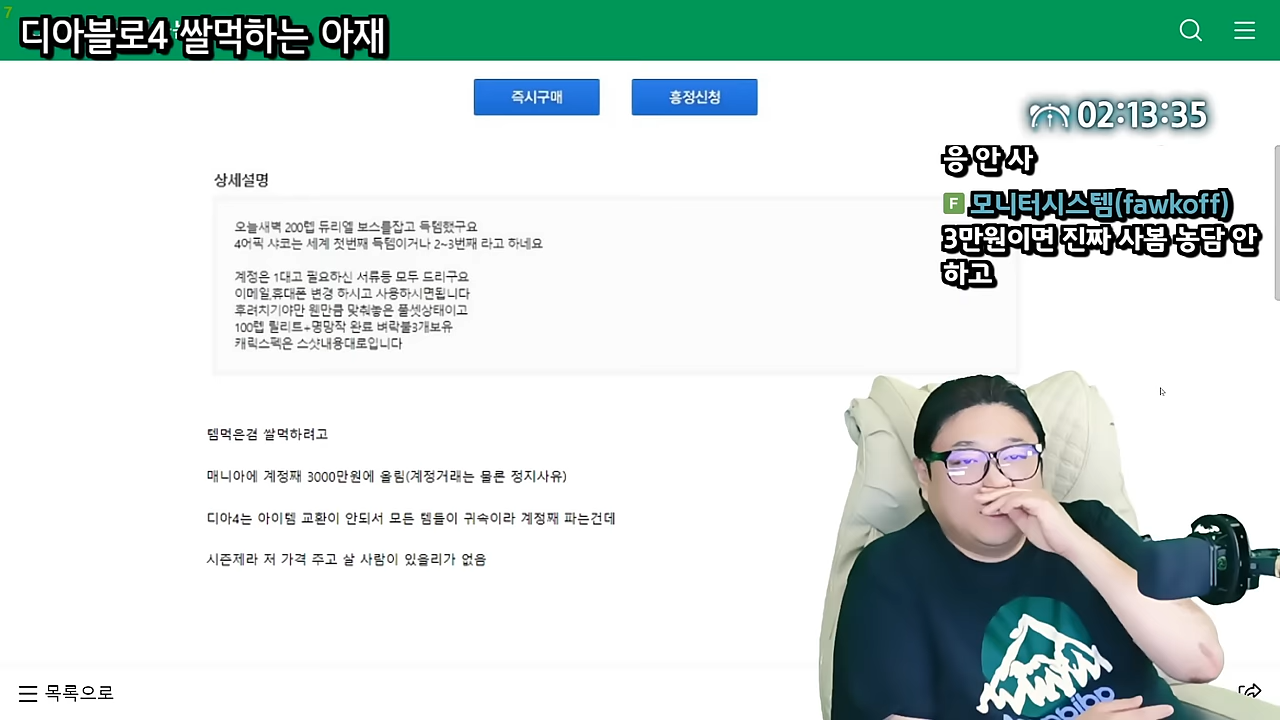 7
디아블로4 쌀먹하는 아재
즉시구매
흥정신청
02:13:35
응 안 사
F 모니터시스템(fawkoff)
3만원이면 진짜 사봄 농담 안
하고
상세설명
오늘새벽 200텝 듀리엘 보스를잡고 득템했구요
4어픽 샤코는 세계 첫번째 득템이거나 2~3번째 라고 하네요
계정은 1대고 필요하신 서류등 모두 드리구요
이메일,휴대폰 변경 하시고 사용하시면됩니다
후려치기야만 웬만큼 맞춰놓은 풀셋상태이고
100렙 릴리트+명망작 완료 벼락불3개보유
캐릭스펙은 스샷내용대로입니다
템먹은겸 쌀먹하려고
매니아에 계정째 3000만원에 올림(계정거래는 물론 정지사유)
디아4는 아이템 교환이 안되서 모든 템들이 귀속이라 계정째 파는건데
시즌제라 저 가격 주고 살 사람이 있을리가 없음
목록으로